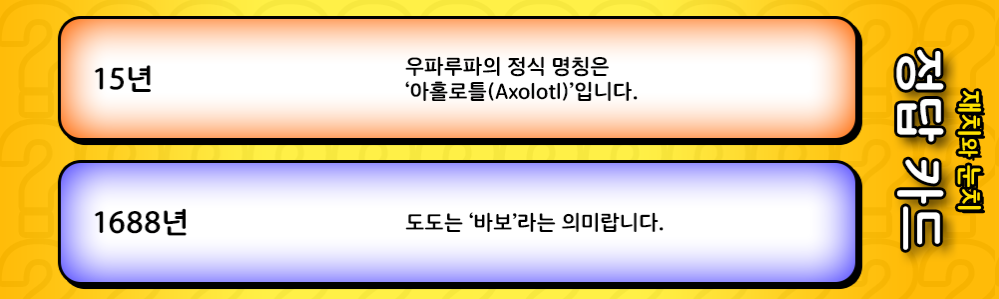 15년
우파루파의 정식 명칭은
‘아홀로틀(Axolotl)’입니다.
1688년
도도는 ‘바보’라는 의미랍니다.
재치와 눈치
정답 카드